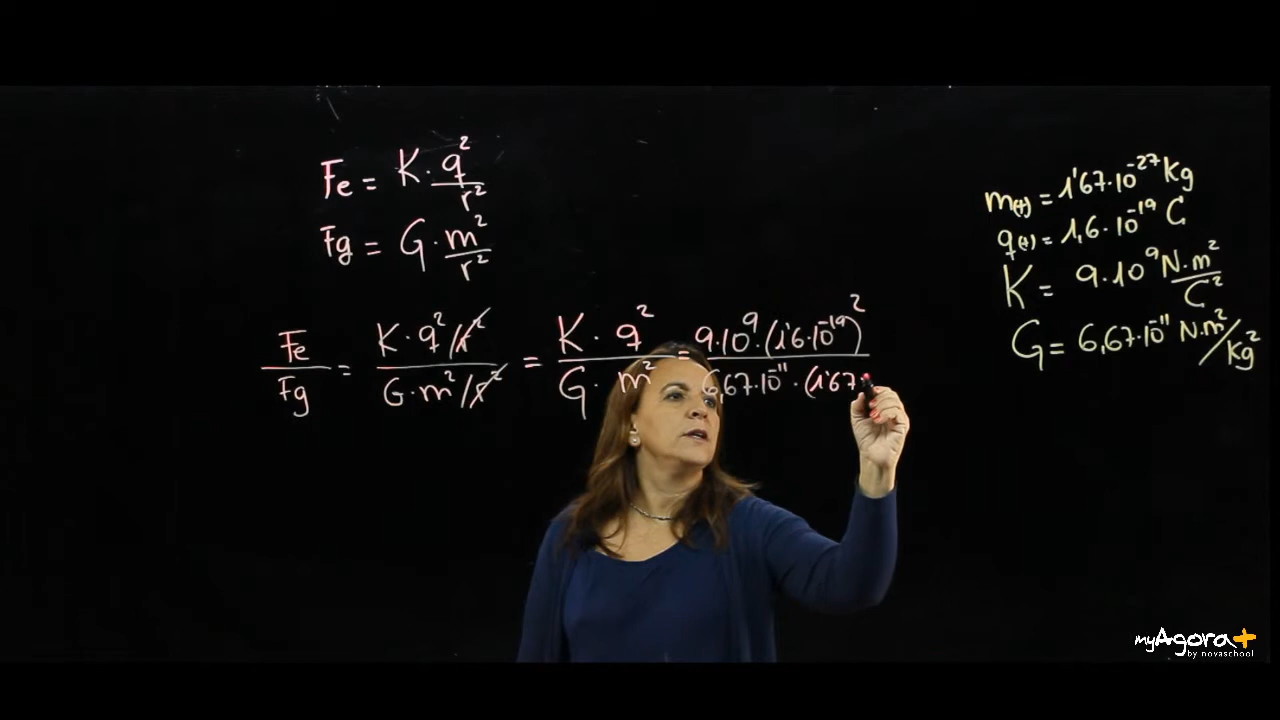 Fe = K · q² / r²
Fg = G · m² / r²
Fe / Fg = K · q² / r² / G · m² / r² = K · q² / G · m² = 9·10⁹·(1'6·10⁻¹⁹)² / 6,67·10⁻¹¹ · (1'67·
m(+) = 1'67·10⁻²⁷ kg
q(+) = 1,6·10⁻¹⁹ C
K = 9·10⁹ N·m² / C²
G = 6,67·10⁻¹¹ N·m² / kg²
myAgora+
by novaschool